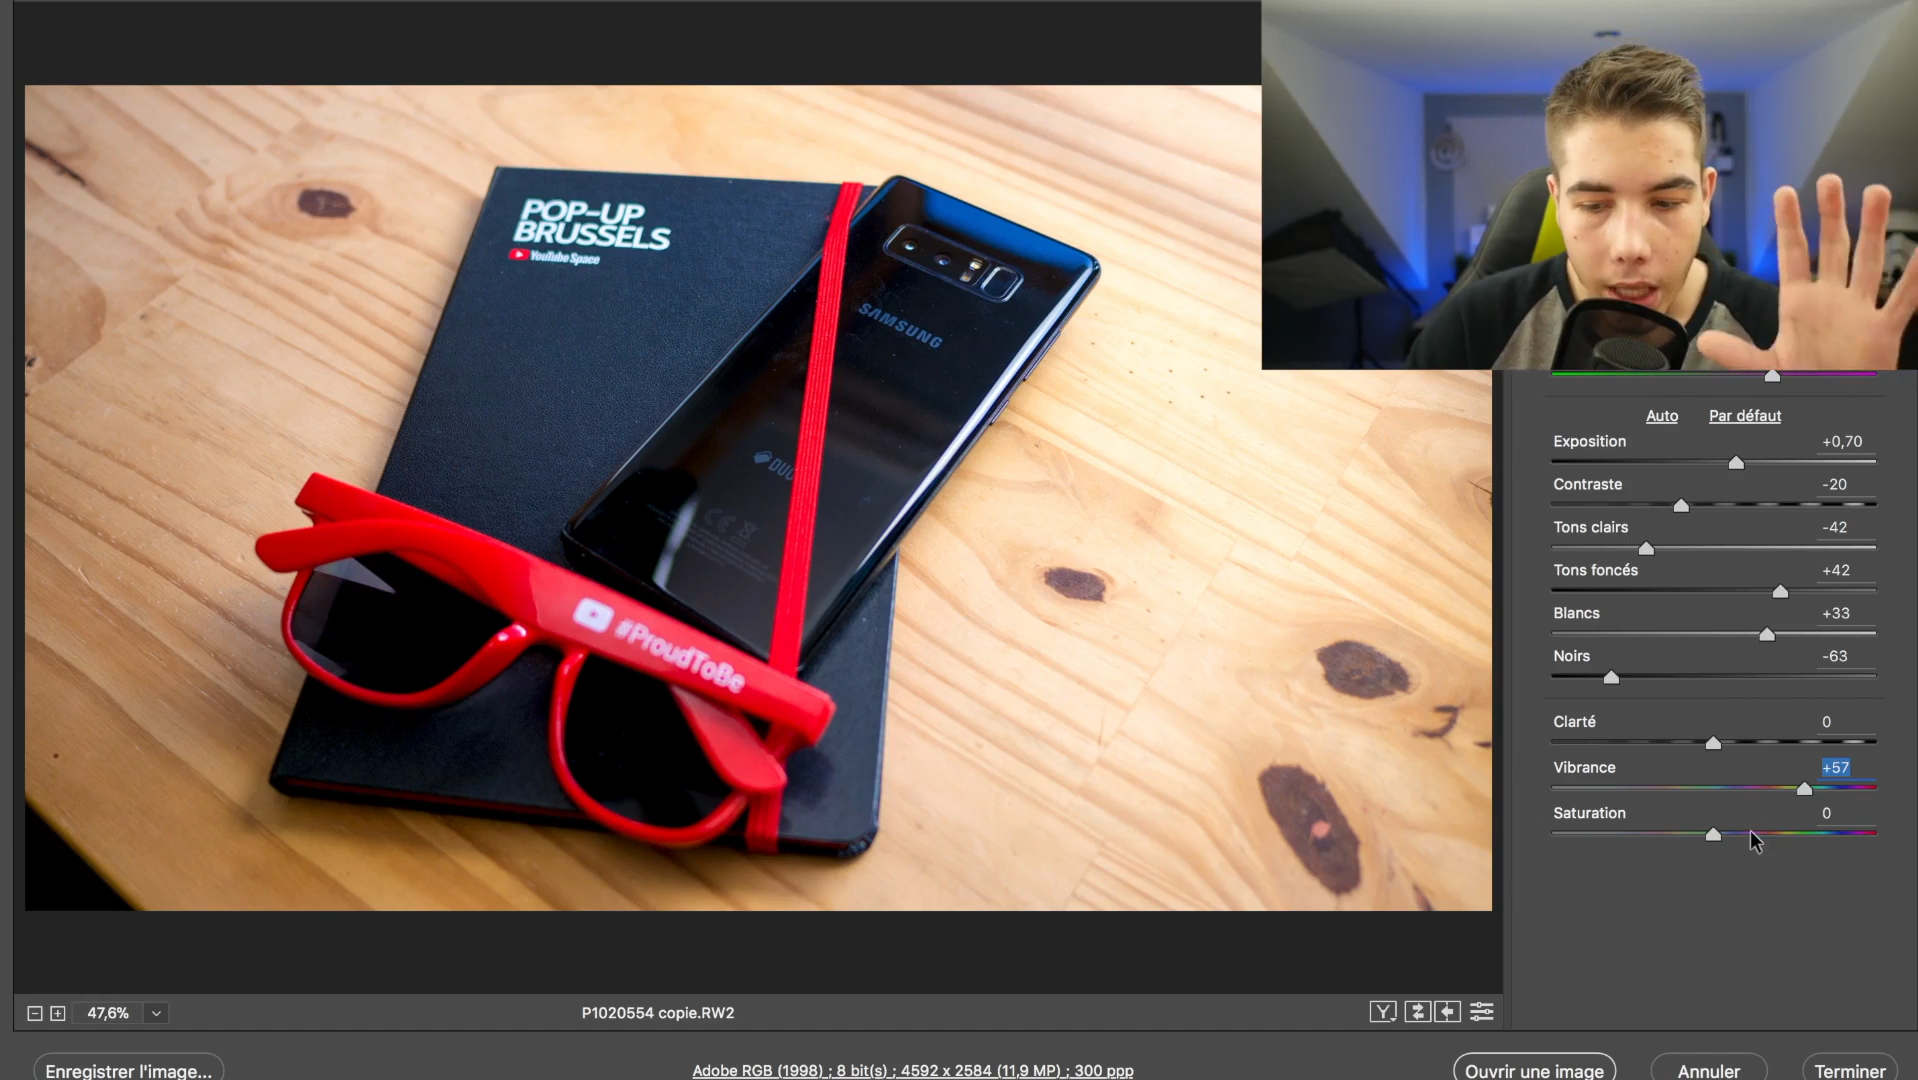 POP-UP
BRUSSELS
YouTube Space
SAMSUNG
DUOS
#ProudToBe
Auto Par défaut
Exposition +0,70
Contraste -20
Tons clairs -42
Tons foncés +42
Blancs +33
Noirs -63
Clarté 0
Vibrance +57
Saturation 0
47,6% P1020554 copie.RW2
Enregistrer l'image... Adobe RGB (1998) ; 8 bit(s) ; 4592 x 2584 (11,9 MP) ; 300 ppp Ouvrir une image Annuler Terminer